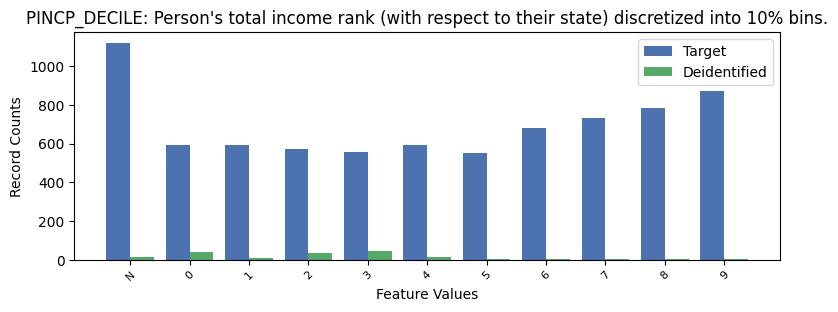 PINCP_DECILE: Person's total income rank (with respect to their state) discretized into 10% bins.
Target
Deidentified
Record Counts
1000
800
600
400
200
0
N 0 1 2 3 4 5 6 7 8 9
Feature Values